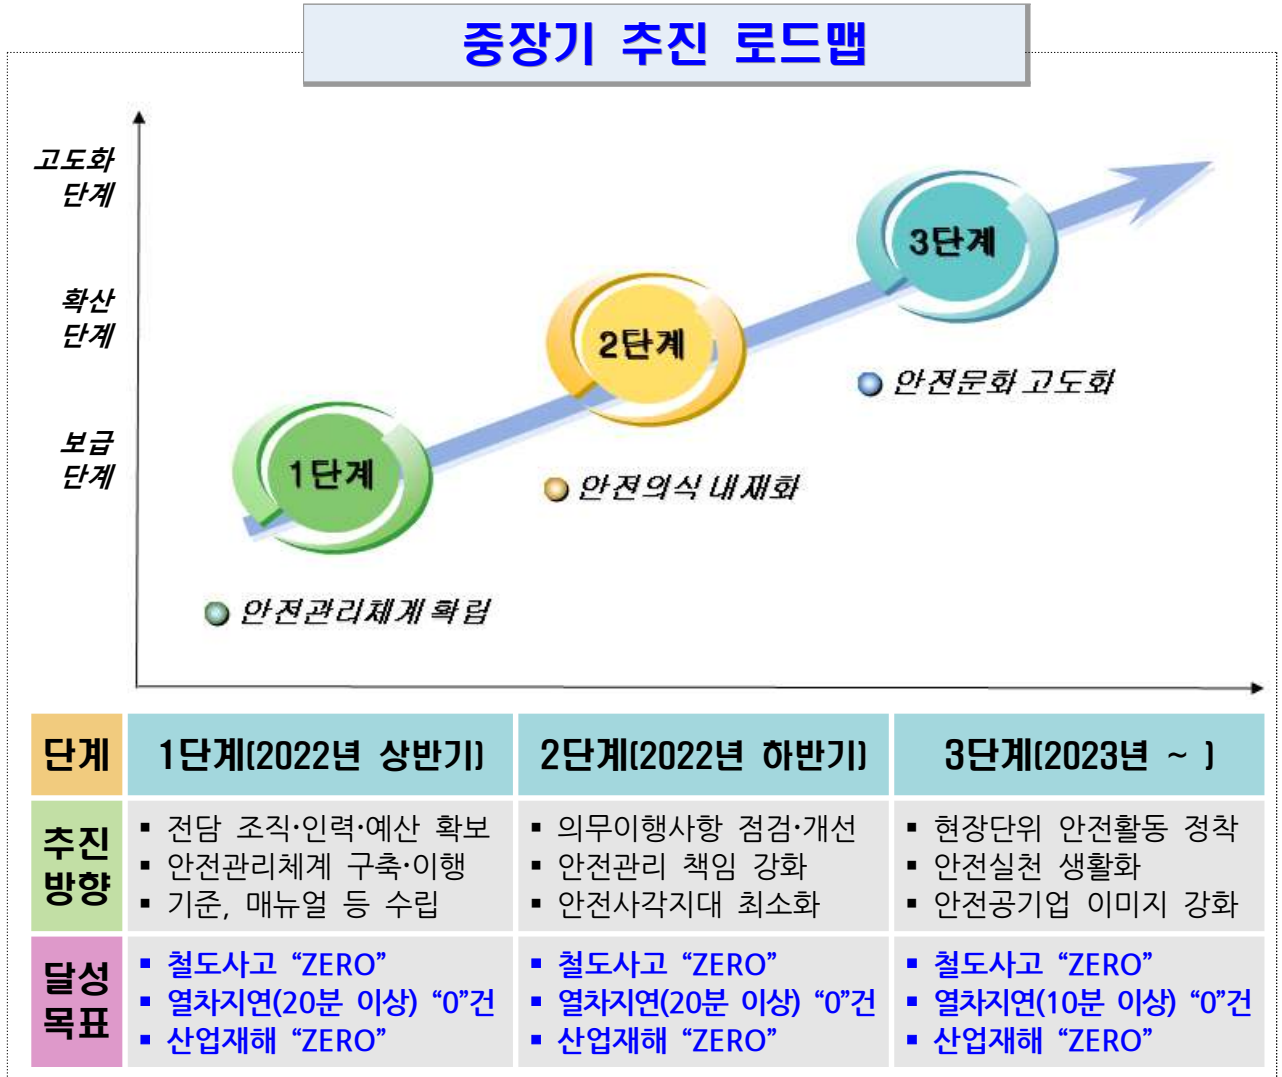 중장기 추진 로드맵
고도화
단계
확산
단계
보급
단계
3단계
2단계
1단계
안전문화 고도화
안전의식 내재화
안전관리체계 확립
단계
1단계(2022년 상반기)
2단계(2022년 하반기)
3단계(2023년 ~ )
추진
방향
▪ 전담 조직·인력·예산 확보
▪ 안전관리체계 구축·이행
▪ 기준, 매뉴얼 등 수립
▪ 의무이행사항 점검·개선
▪ 안전관리 책임 강화
▪ 안전사각지대 최소화
▪ 현장단위 안전활동 정착
▪ 안전실천 생활화
▪ 안전공기업 이미지 강화
달성
목표
▪ 철도사고 “ZERO”
▪ 열차지연(20분 이상) “0”건
▪ 산업재해 “ZERO”
▪ 철도사고 “ZERO”
▪ 열차지연(20분 이상) “0”건
▪ 산업재해 “ZERO”
▪ 철도사고 “ZERO”
▪ 열차지연(10분 이상) “0”건
▪ 산업재해 “ZERO”